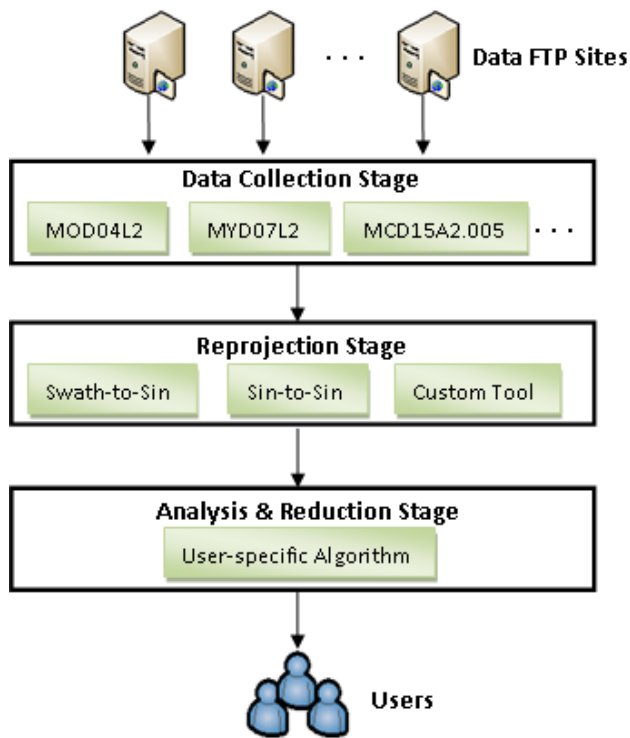 · · · Data FTP Sites
Data Collection Stage
MOD04L2 MYD07L2 MCD15A2.005 · · ·
Reprojection Stage
Swath-to-Sin Sin-to-Sin Custom Tool
Analysis & Reduction Stage
User-specific Algorithm
Users